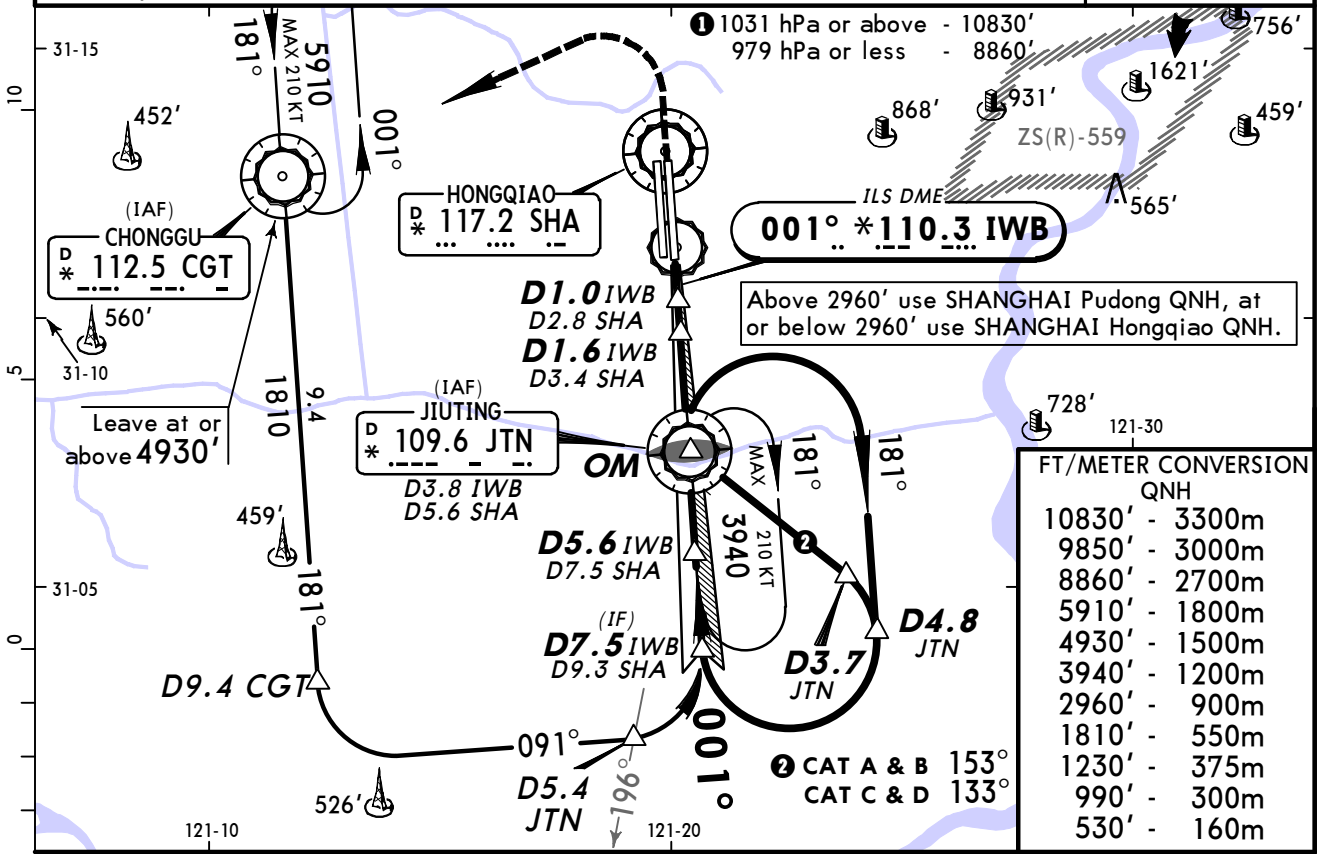 ❶ 1031 hPa or above - 10830'
979 hPa or less - 8860'
31-15
10
181°
5910
MAX 210 KT
001°
452'
(IAF)
CHONGGU
D
* 112.5 CGT
HONGQIAO
D
* 117.2 SHA
756'
1621'
931'
868'
459'
ZS(R)-559
565'
ILS DME
001° *110.3 IWB
Above 2960' use SHANGHAI Pudong QNH, at
or below 2960' use SHANGHAI Hongqiao QNH.
D1.0 IWB
D2.8 SHA
D1.6 IWB
D3.4 SHA
560'
31-10
5
Leave at or
above 4930'
1810
9.4
(IAF)
JIUTING
D
* 109.6 JTN
D3.8 IWB
D5.6 SHA
OM
MAX 210 KT
181°
3940
181°
728'
121-30
459'
D5.6 IWB
D7.5 SHA
❷
31-05
181°
0
(IF)
D7.5 IWB
D9.3 SHA
D3.7
JTN
D4.8
JTN
D9.4 CGT
091°
D5.4
JTN
196°
001°
❷ CAT A & B 153°
CAT C & D 133°
526'
121-10
121-20
FT/METER CONVERSION
QNH
10830' - 3300m
9850' - 3000m
8860' - 2700m
5910' - 1800m
4930' - 1500m
3940' - 1200m
2960' - 900m
1810' - 550m
1230' - 375m
990' - 300m
530' - 160m